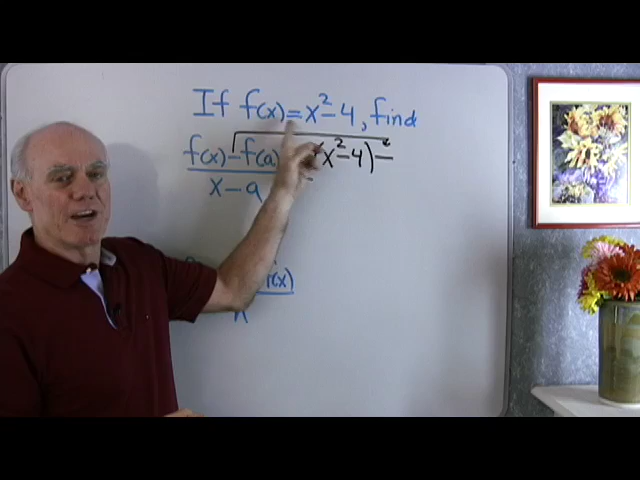 If f(x) = x² - 4, find
f(x) - f(a) (x² - 4) -
x - a
f(x)